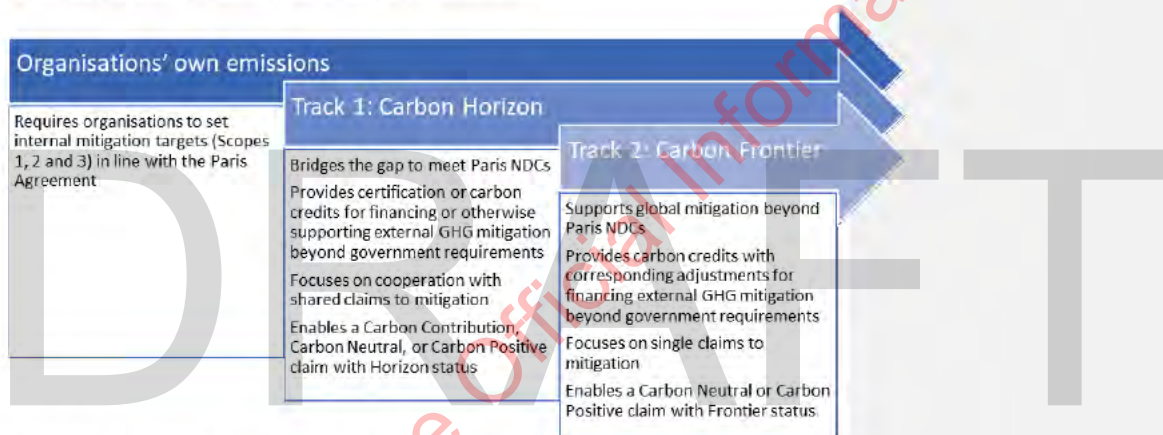 Organisations' own emissions
Requires organisations to set
internal mitigation targets (Scopes
1, 2 and 3) in line with the Paris
Agreement
Track 1: Carbon Horizon
Bridges the gap to meet Paris NDCs
Provides certification or carbon
credits for financing or otherwise
supporting external GHG mitigation
beyond government requirements
Focuses on cooperation with
shared claims to mitigation
Enables a Carbon Contribution,
Carbon Neutral, or Carbon Positive
claim with Horizon status
Track 2: Carbon Frontier
Supports global mitigation beyond
Paris NDCs
Provides carbon credits with
corresponding adjustments for
financing external GHG mitigation
beyond government requirements
Focuses on single claims to
mitigation
Enables a Carbon Neutral or Carbon
Positive claim with Frontier status
DRAFT
Official